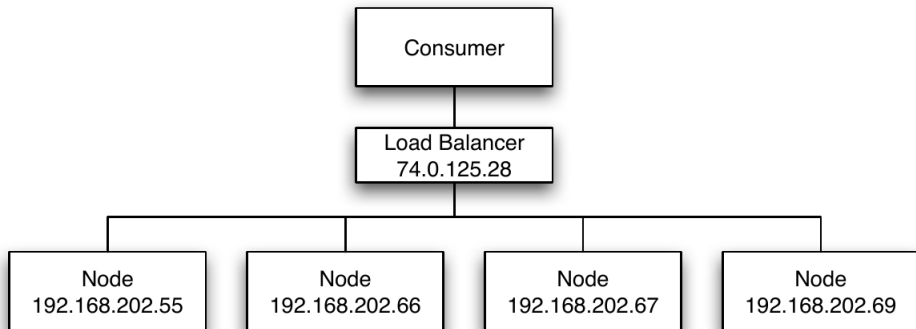 Consumer
Load Balancer
74.0.125.28
Node
192.168.202.55
Node
192.168.202.66
Node
192.168.202.67
Node
192.168.202.69